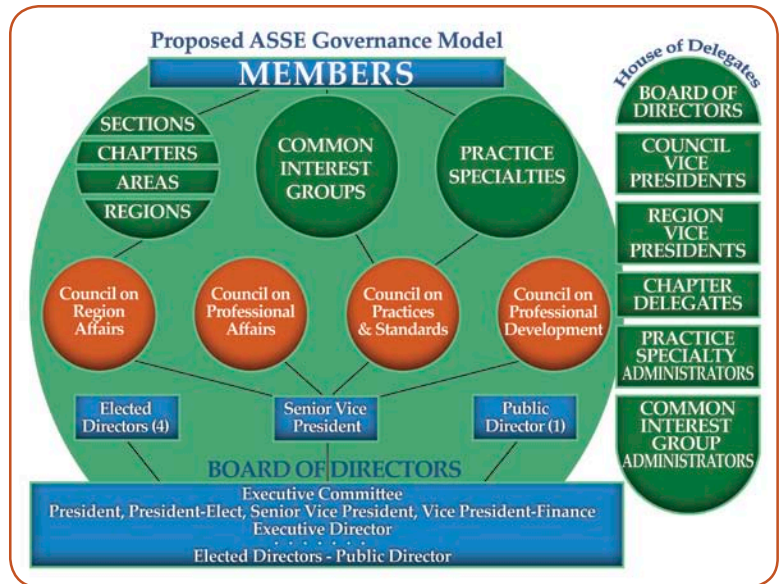 Proposed ASSE Governance Model
MEMBERS
SECTIONS
CHAPTERS
AREAS
REGIONS
COMMON
INTEREST
GROUPS
PRACTICE
SPECIALTIES
Council on
Region
Affairs
Council on
Professional
Affairs
Council on
Practices
& Standards
Council on
Professional
Development
Elected
Directors (4)
Senior Vice
President
Public
Director (1)
BOARD OF DIRECTORS
Executive Committee
President, President-Elect, Senior Vice President, Vice President-Finance
Executive Director
. . . . . . .
Elected Directors - Public Director
House of Delegates
BOARD OF
DIRECTORS
COUNCIL
VICE
PRESIDENTS
REGION
VICE
PRESIDENTS
CHAPTER
DELEGATES
PRACTICE
SPECIALTY
ADMINISTRATORS
COMMON
INTEREST
GROUP
ADMINISTRATORS